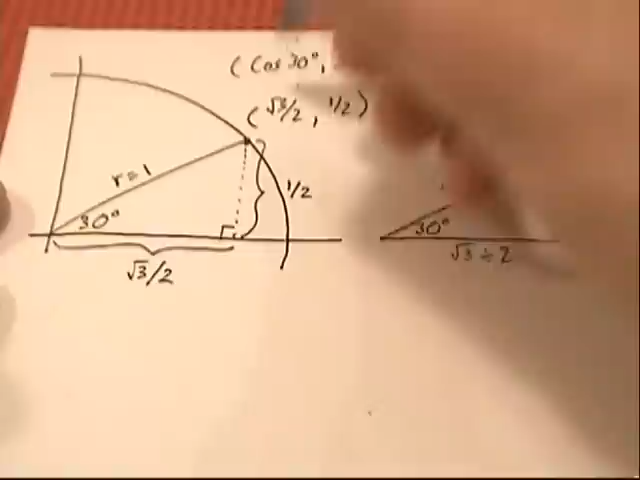 (Cos 30°,
(√3/2, 1/2)
r=1
1/2
30°
30°
√3/2
√3 ÷ 2